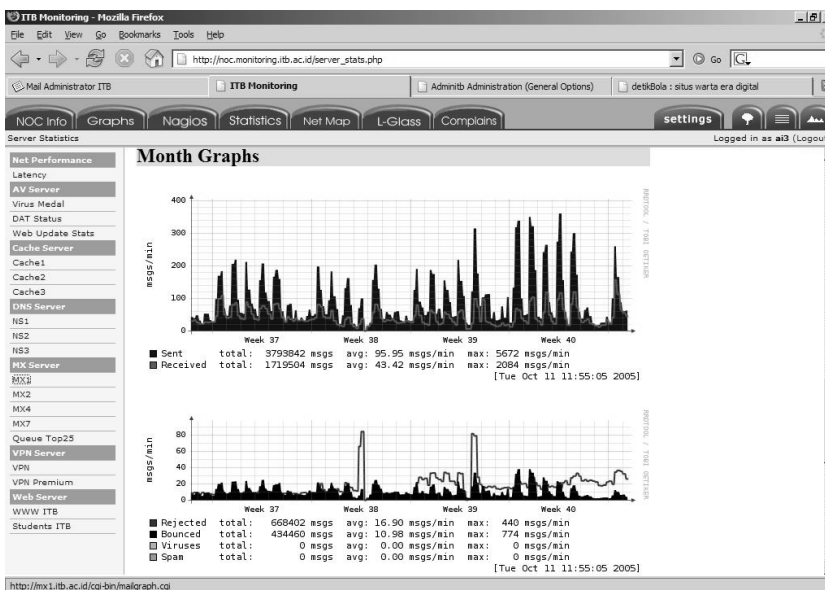 ITB Monitoring - Mozilla Firefox
File Edit View Go Bookmarks Tools Help
http://noc.monitoring.itb.ac.id/server_stats.php
Go
G
Mail Administrator ITB
ITB Monitoring
Adminitb Administration (General Options)
detikBola : situs warta era digital
NOC Info Graphs Nagios Statistics Net Map L-Glass Complains settings
Server Statistics
Logged in as ai3 (Logou
Net Performance
Latency
AV Server
Virus Medal
DAT Status
Web Update Stats
Cache Server
Cache1
Cache2
Cache3
DNS Server
NS1
NS2
NS3
MX Server
MX1
MX2
MX4
MX7
Queue Top25
VPN Server
VPN
VPN Premium
Web Server
WWW ITB
Students ITB
Month Graphs
msgs/min
400
300
200
100
0
Week 37 Week 38 Week 39 Week 40
RRDTOOL / TOBI OETIKER
Sent total: 3793842 msgs avg: 95.95 msgs/min max: 5672 msgs/min
Received total: 1719504 msgs avg: 43.42 msgs/min max: 2084 msgs/min
[Tue Oct 11 11:55:05 2005]
msgs/min
80
60
40
20
0
Week 37 Week 38 Week 39 Week 40
RRDTOOL / TOBI OETIKER
Rejected total: 668402 msgs avg: 16.90 msgs/min max: 440 msgs/min
Bounced total: 434460 msgs avg: 10.98 msgs/min max: 774 msgs/min
Viruses total: 0 msgs avg: 0.00 msgs/min max: 0 msgs/min
Spam total: 0 msgs avg: 0.00 msgs/min max: 0 msgs/min
[Tue Oct 11 11:55:05 2005]
http://mx1.itb.ac.id/cgi-bin/mailgraph.cgi